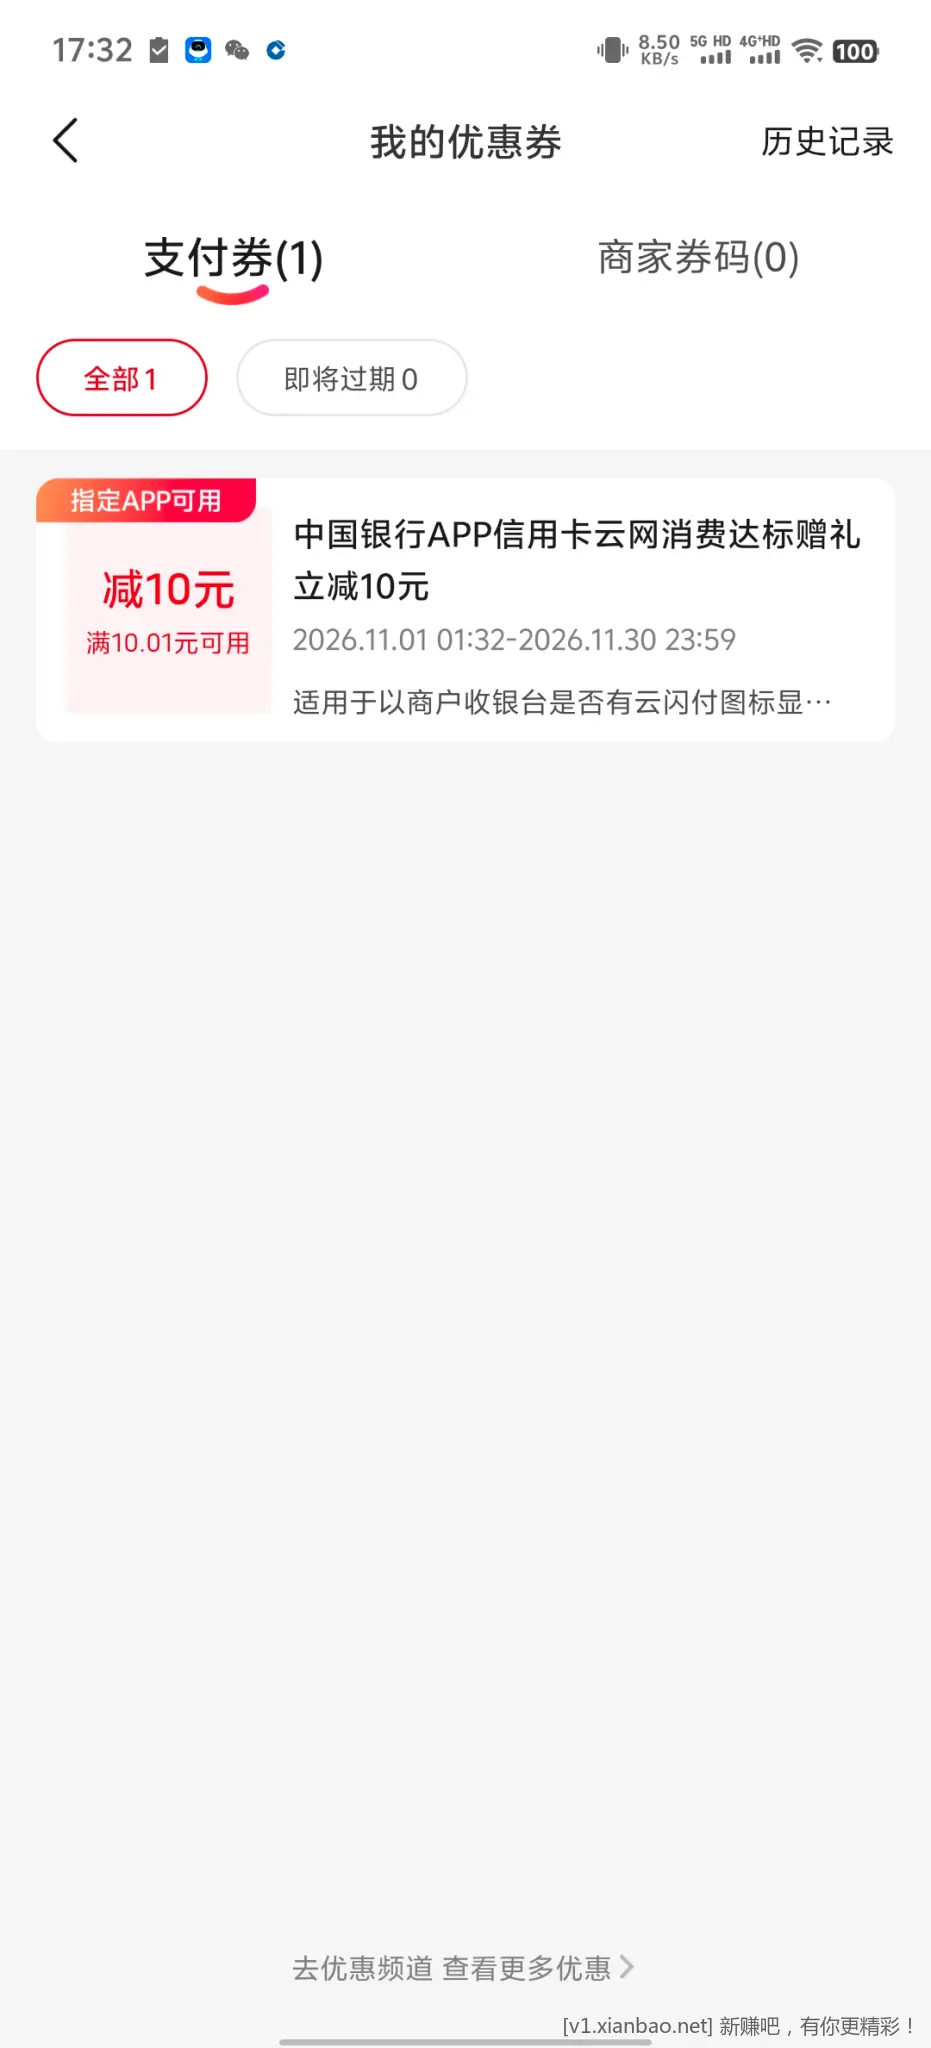 17:32
8.50 KB/s 5G HD 4G+HD 100
我的优惠券
历史记录
支付券(1)
商家券码(0)
全部1
即将过期0
指定APP可用
减10元
满10.01元可用
中国银行APP信用卡云网消费达标赠礼
立减10元
2026.11.01 01:32-2026.11.30 23:59
适用于以商户收银台是否有云闪付图标显…
去优惠频道 查看更多优惠
[v1.xianbao.net] 新赚吧，有你更精彩！